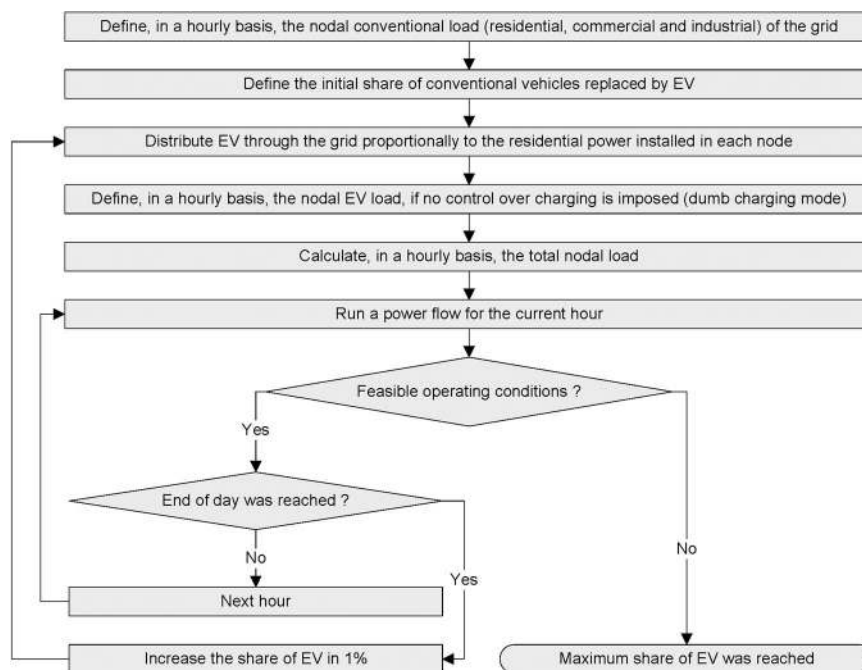 Define, in a hourly basis, the nodal conventional load (residential, commercial and industrial) of the grid
Define the initial share of conventional vehicles replaced by EV
Distribute EV through the grid proportionally to the residential power installed in each node
Define, in a hourly basis, the nodal EV load, if no control over charging is imposed (dumb charging mode)
Calculate, in a hourly basis, the total nodal load
Run a power flow for the current hour
Feasible operating conditions ?
Yes
End of day was reached ?
No
No
Yes
Next hour
Increase the share of EV in 1%
Maximum share of EV was reached